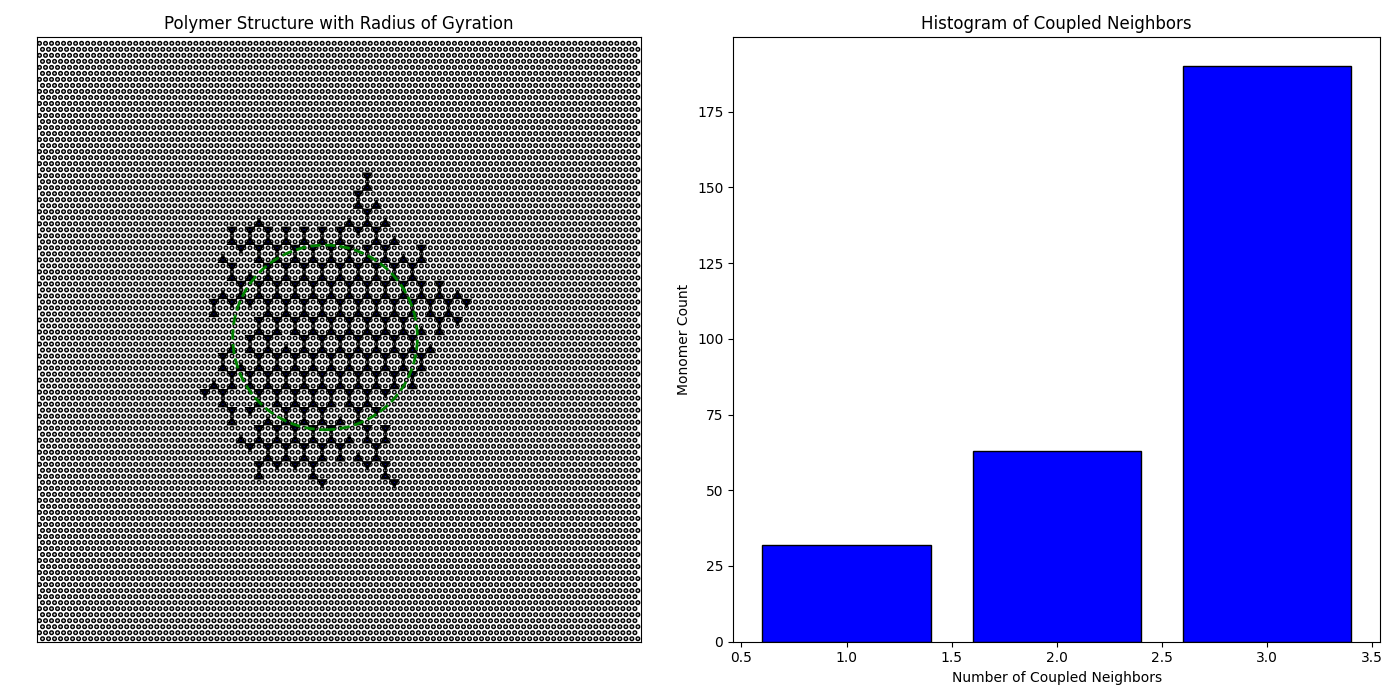 Polymer Structure with Radius of Gyration
Histogram of Coupled Neighbors
Monomer Count
175
150
125
100
75
50
25
0
0.5 1.0 1.5 2.0 2.5 3.0 3.5
Number of Coupled Neighbors